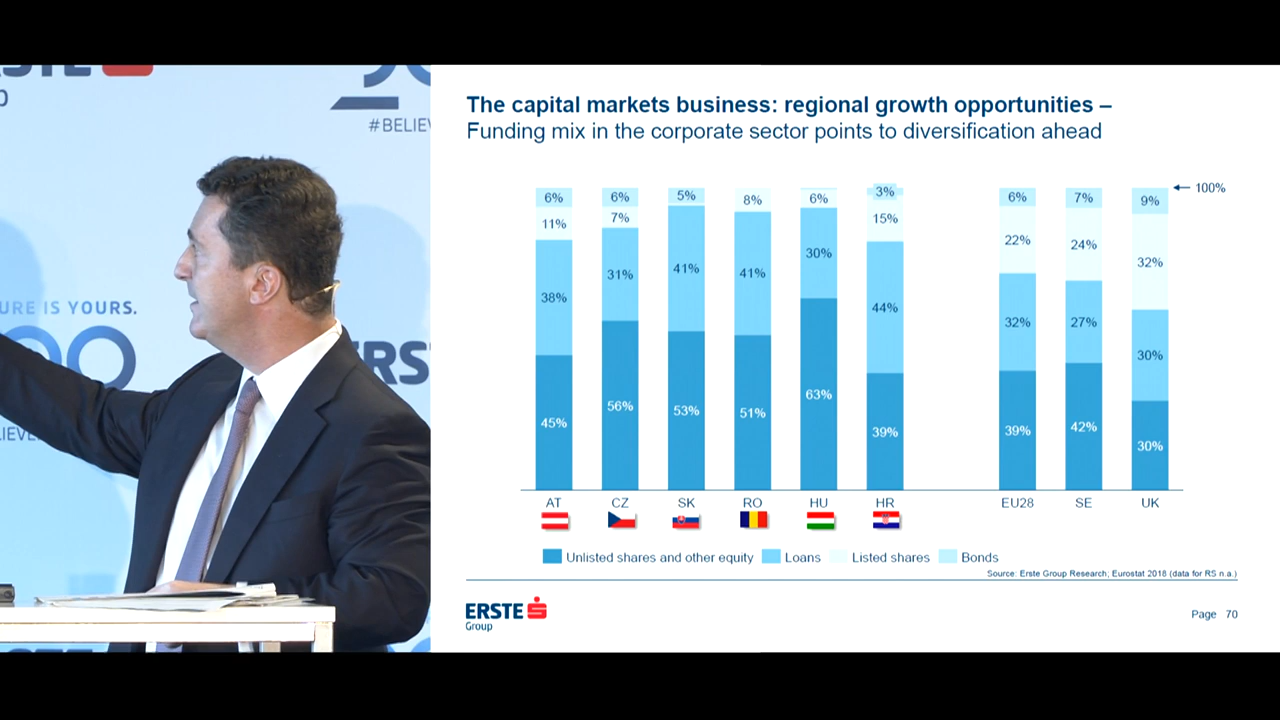 #BELIEV
URE IS YOURS.
The capital markets business: regional growth opportunities –
Funding mix in the corporate sector points to diversification ahead
100%
6% 6% 5% 8% 6% 3% 6% 7% 9%
11% 7% 15% 22% 24% 32%
38% 31% 41% 41% 30% 44% 32% 27% 30%
45% 56% 53% 51% 63% 39% 39% 42% 30%
AT CZ SK RO HU HR EU28 SE UK
Unlisted shares and other equity Loans Listed shares Bonds
Source: Erste Group Research; Eurostat 2018 (data for RS n.a.)
ERSTE
Group
Page 70